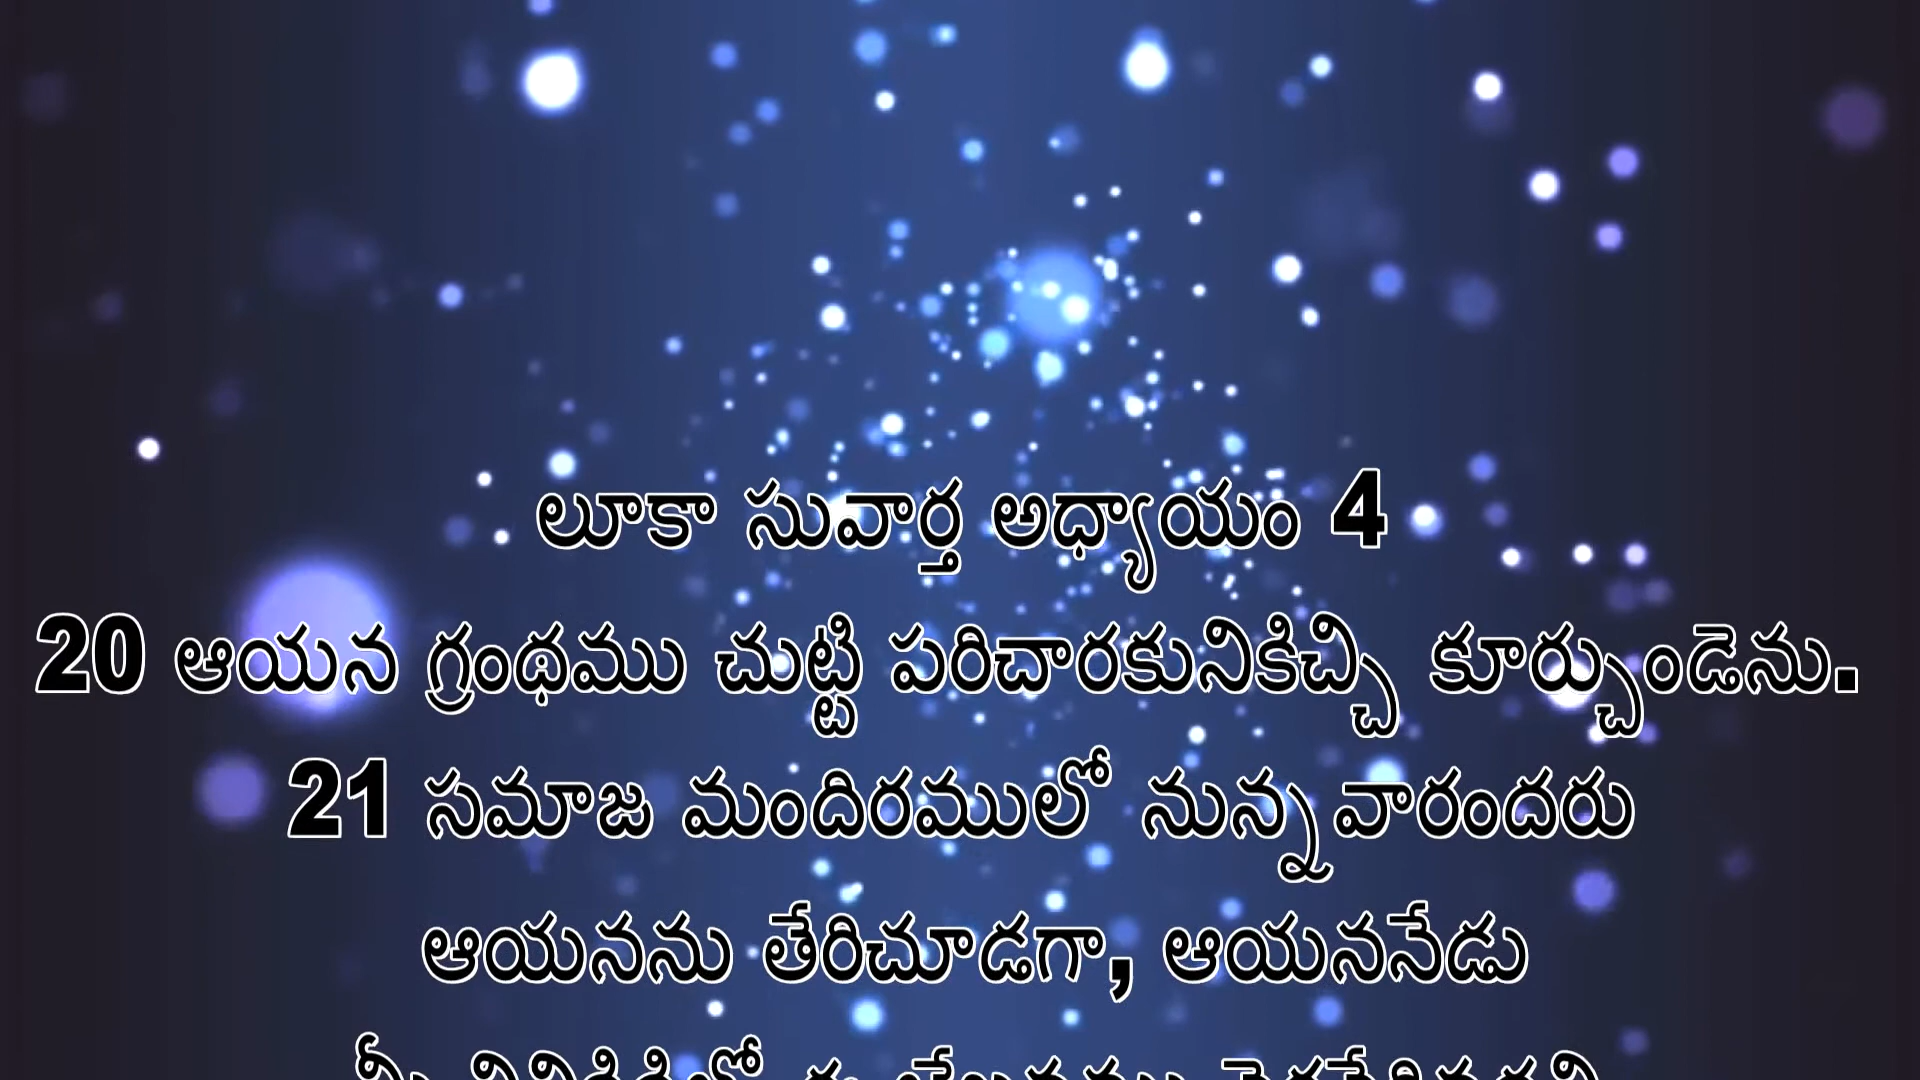 లూకా సువార్త అధ్యాయం 4
20 ఆయన గ్రంథము చుట్టి పరిచారకునికిచ్చి కూర్చుండెను.
21 సమాజ మందిరములో నున్నవారందరు
ఆయనను తేరిచూడగా, ఆయననేడు